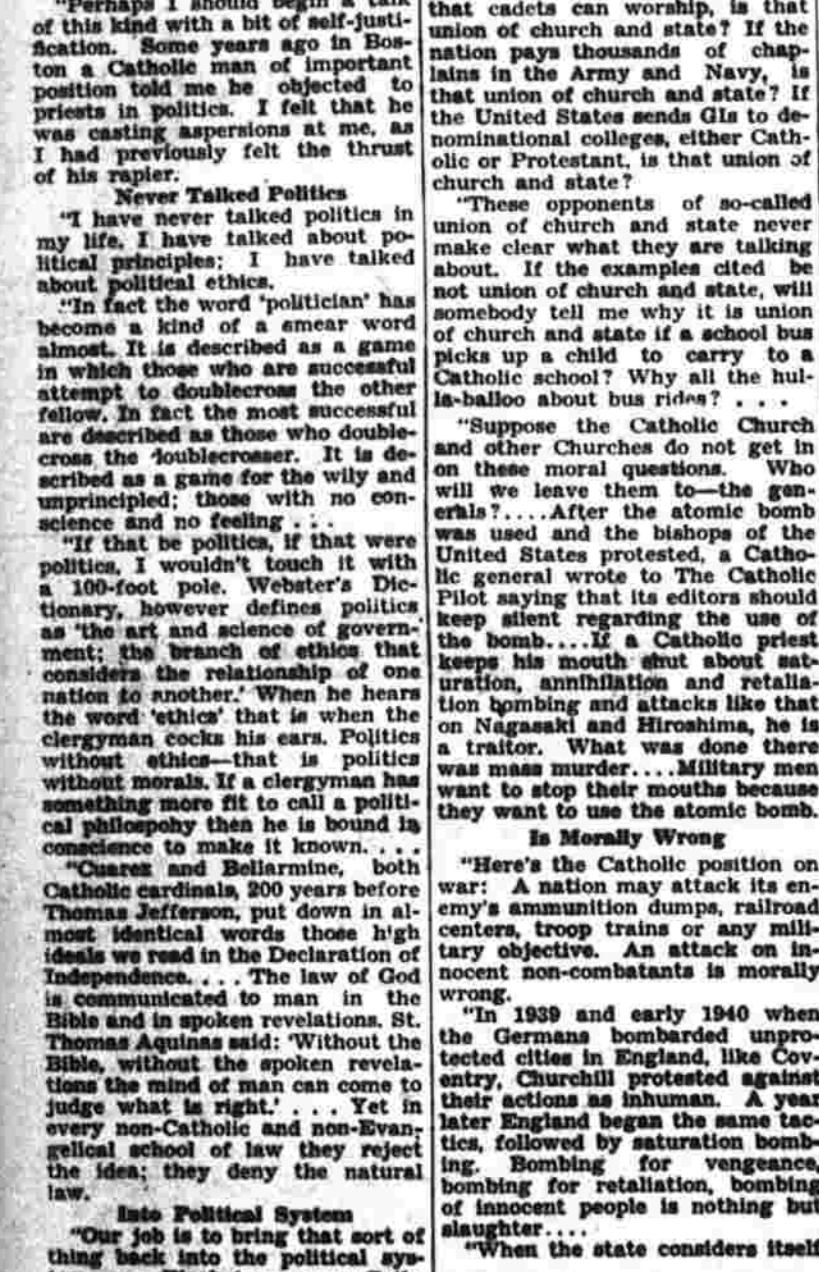 "Perhaps I should begin a talk
of this kind with a bit of self-justi-
fication. Some years ago in Bos-
ton a Catholic man of important
position told me he objected to
priests in politics. I felt that he
was casting aspersions at me, as
I had previously felt the thrust
of his rapier.
Never Talked Politics
"I have never talked politics in
my life. I have talked about po-
litical principles; I have talked
about political ethics.
"In fact the word 'politician' has
become a kind of a smear word
almost. It is described as a game
in which those who are successful
attempt to doublecross the other
fellow. In fact the most successful
are described as those who double-
cross the doublecrosser. It is de-
scribed as a game for the wily and
unprincipled; those with no con-
science and no feeling . . .
"If that be politics, if that were
politics, I wouldn't touch it with
a 100-foot pole. Webster's Dic-
tionary, however defines politics
as 'the art and science of govern-
ment; the branch of ethics that
considers the relationship of one
nation to another.' When he hears
the word 'ethics' that is when the
clergyman cocks his ears. Politics
without ethics—that is politics
without morals. If a clergyman has
something more fit to call a politi-
cal philospohy then he is bound in
conscience to make it known. . . .
"Cuarez and Bellarmine, both
Catholic cardinals, 200 years before
Thomas Jefferson, put down in al-
most identical words those high
ideals we read in the Declaration of
Independence. . . . The law of God
is communicated to man in the
Bible and in spoken revelations. St.
Thomas Aquinas said: 'Without the
Bible, without the spoken revela-
tions the mind of man can come to
judge what is right.' . . . Yet in
every non-Catholic and non-Evan-
gelical school of law they reject
the idea; they deny the natural
law.
Into Political System
"Our job is to bring that sort of
thing back into the political sys-
that cadets can worship, is that
union of church and state? If the
nation pays thousands of chap-
lains in the Army and Navy, is
that union of church and state? If
the United States sends GIs to de-
nominational colleges, either Cath-
olic or Protestant, is that union of
church and state?
"These opponents of so-called
union of church and state never
make clear what they are talking
about. If the examples cited be
not union of church and state, will
somebody tell me why it is union
of church and state if a school bus
picks up a child to carry to a
Catholic school? Why all the hul-
la-balloo about bus rides? . . .
"Suppose the Catholic Church
and other Churches do not get in
on these moral questions. Who
will we leave them to—the gen-
erals?....After the atomic bomb
was used and the bishops of the
United States protested, a Catho-
lic general wrote to The Catholic
Pilot saying that its editors should
keep silent regarding the use of
the bomb....If a Catholic priest
keeps his mouth shut about sat-
uration, annihilation and retalia-
tion bombing and attacks like that
on Nagasaki and Hiroshima, he is
a traitor. What was done there
was mass murder....Military men
want to stop their mouths because
they want to use the atomic bomb.
Is Morally Wrong
"Here's the Catholic position on
war: A nation may attack its en-
emy's ammunition dumps, railroad
centers, troop trains or any mili-
tary objective. An attack on in-
nocent non-combatants is morally
wrong.
"In 1939 and early 1940 when
the Germans bombarded unpro-
tected cities in England, like Cov-
entry, Churchill protested against
their actions as inhuman. A year
later England began the same tac-
tics, followed by saturation bomb-
ing. Bombing for vengeance,
bombing for retaliation, bombing
of innocent people is nothing but
slaughter....
"When the state considers itself